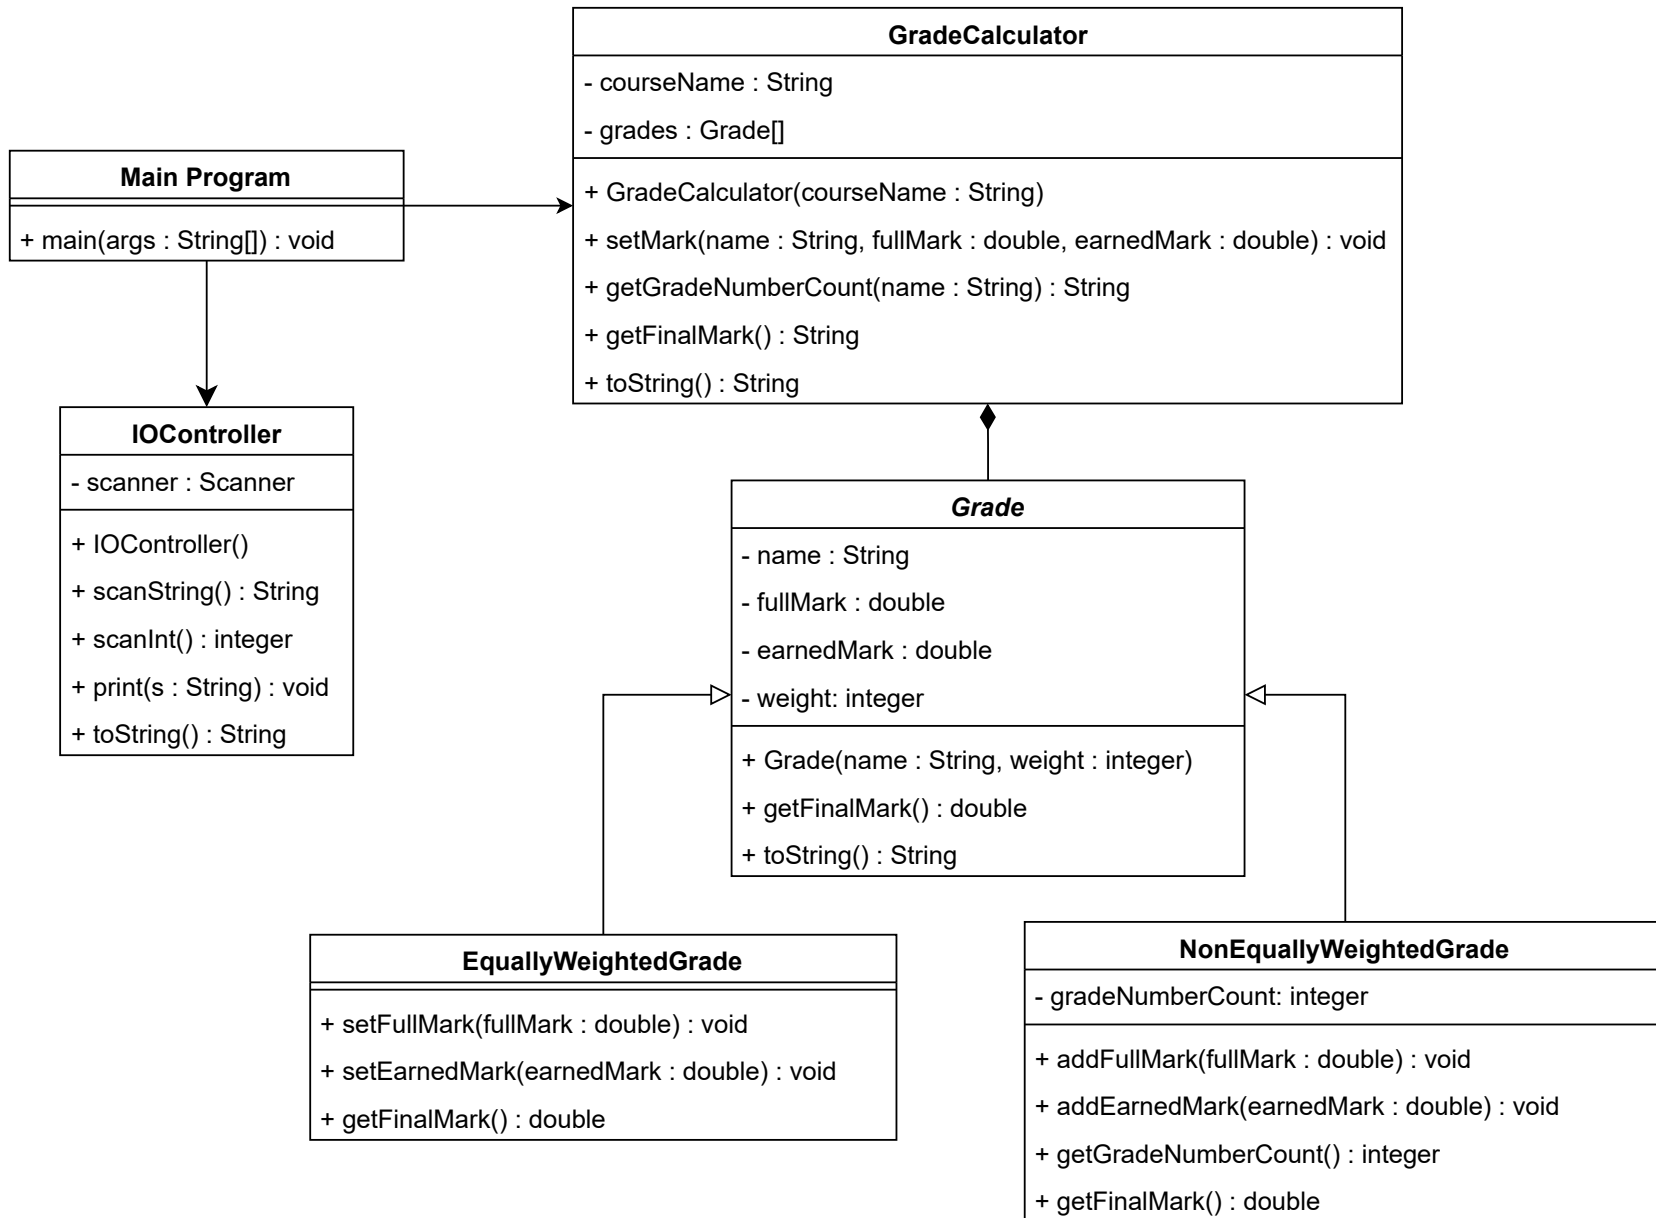 GradeCalculator
- courseName : String
- grades : Grade[]
+ GradeCalculator(courseName : String)
+ setMark(name : String, fullMark : double, earnedMark : double) : void
+ getGradeNumberCount(name : String) : String
+ getFinalMark() : String
+ toString() : String
Main Program
+ main(args : String[]) : void
IOController
- scanner : Scanner
+ IOController()
+ scanString() : String
+ scanInt() : integer
+ print(s : String) : void
+ toString() : String
Grade
- name : String
- fullMark : double
- earnedMark : double
- weight: integer
+ Grade(name : String, weight : integer)
+ getFinalMark() : double
+ toString() : String
EquallyWeightedGrade
+ setFullMark(fullMark : double) : void
+ setEarnedMark(earnedMark : double) : void
+ getFinalMark() : double
NonEquallyWeightedGrade
- gradeNumberCount: integer
+ addFullMark(fullMark : double) : void
+ addEarnedMark(earnedMark : double) : void
+ getGradeNumberCount() : integer
+ getFinalMark() : double